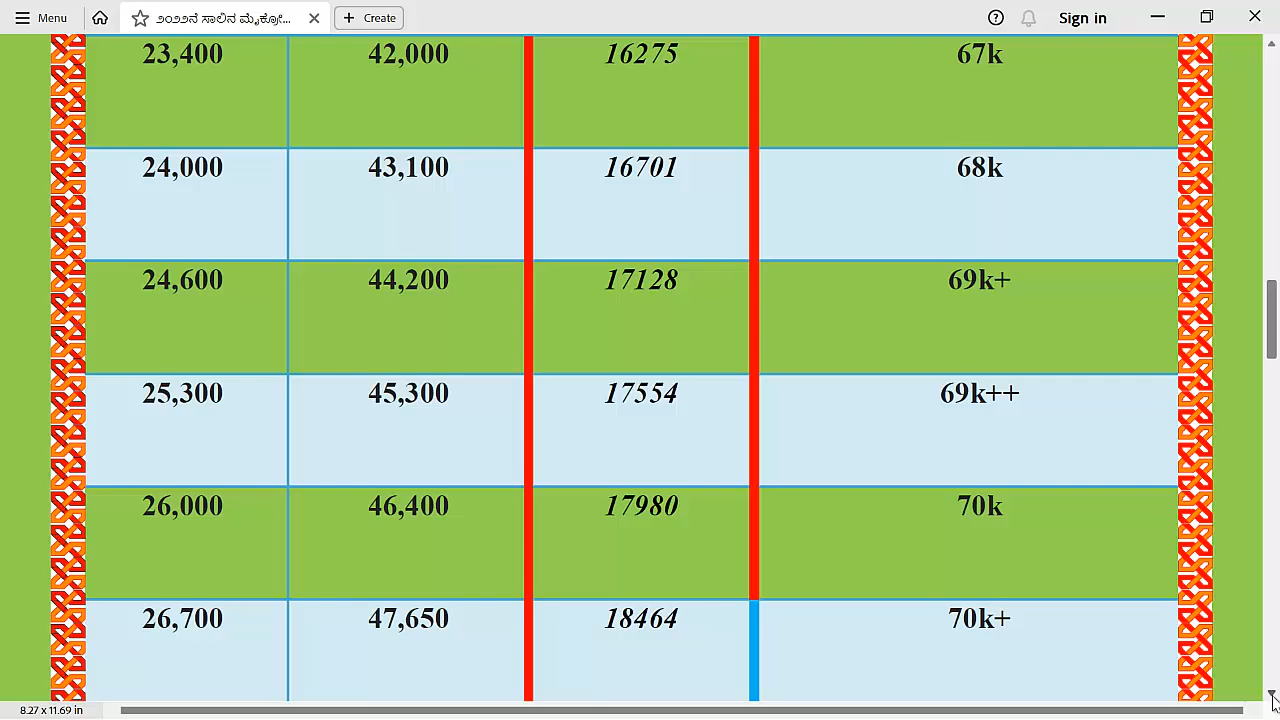 Menu ೨೦೨೨ನೆ ಸಾಲಿನ ಮೈಕ್ರೋ... Create Sign in
23,400 42,000 16275 67k
24,000 43,100 16701 68k
24,600 44,200 17128 69k+
25,300 45,300 17554 69k++
26,000 46,400 17980 70k
26,700 47,650 18464 70k+
8.27 x 11.69 in